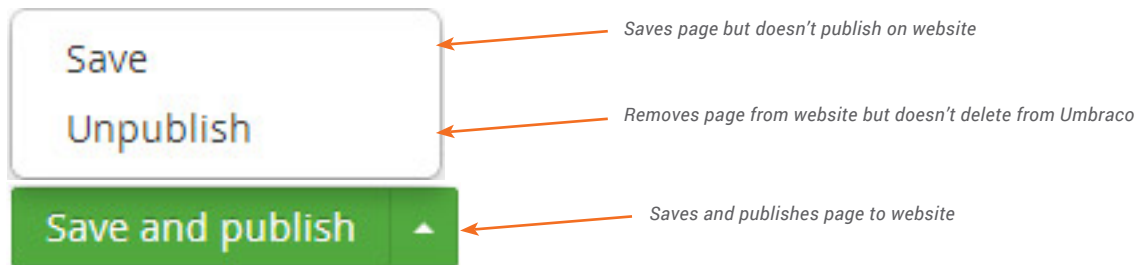 Save
Saves page but doesn’t publish on website
Unpublish
Removes page from website but doesn’t delete from Umbraco
Save and publish
Saves and publishes page to website